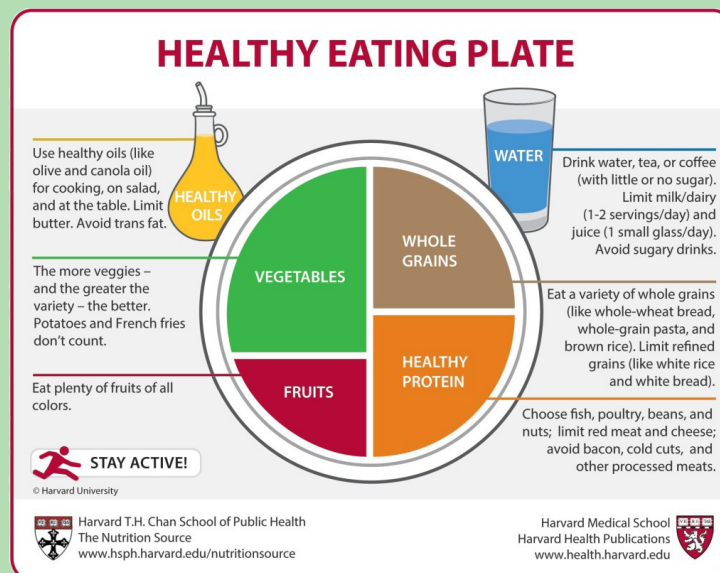 HEALTHY EATING PLATE
Use healthy oils (like
olive and canola oil)
for cooking, on salad,
and at the table. Limit
butter. Avoid trans fat.
HEALTHY
OILS
The more veggies –
and the greater the
variety – the better.
Potatoes and French fries
don't count.
Eat plenty of fruits of all
colors.
VEGETABLES
FRUITS
WHOLE
GRAINS
HEALTHY
PROTEIN
WATER
Drink water, tea, or coffee
(with little or no sugar).
Limit milk/dairy
(1-2 servings/day) and
juice (1 small glass/day).
Avoid sugary drinks.
Eat a variety of whole grains
(like whole-wheat bread,
whole-grain pasta, and
brown rice). Limit refined
grains (like white rice
and white bread).
Choose fish, poultry, beans, and
nuts; limit red meat and cheese;
avoid bacon, cold cuts, and
other processed meats.
STAY ACTIVE!
© Harvard University
Harvard T.H. Chan School of Public Health
The Nutrition Source
www.hsph.harvard.edu/nutritionsource
Harvard Medical School
Harvard Health Publications
www.health.harvard.edu